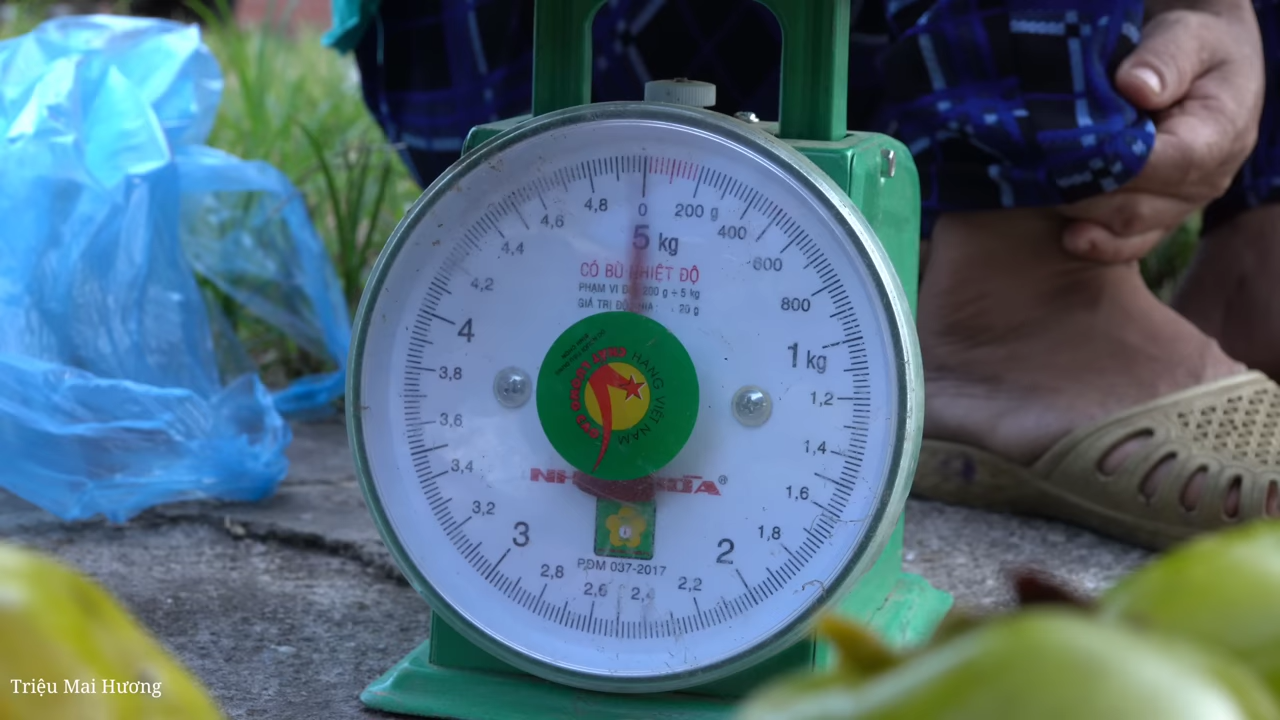 0
200 g
400
600
800
1 kg
1,2
1,4
1,6
1,8
2
2,2
2,4
2,6
2,8
3
3,2
3,4
3,6
3,8
4
4,2
4,4
4,6
4,8
5 kg
CÓ BÙ NHIỆT ĐỘ
PHẠM VI 200 g ÷ 5 kg
GIÁ TRỊ 20 g
HÀNG VIỆT NAM
PĐM 037-2017
Triệu Mai Hương